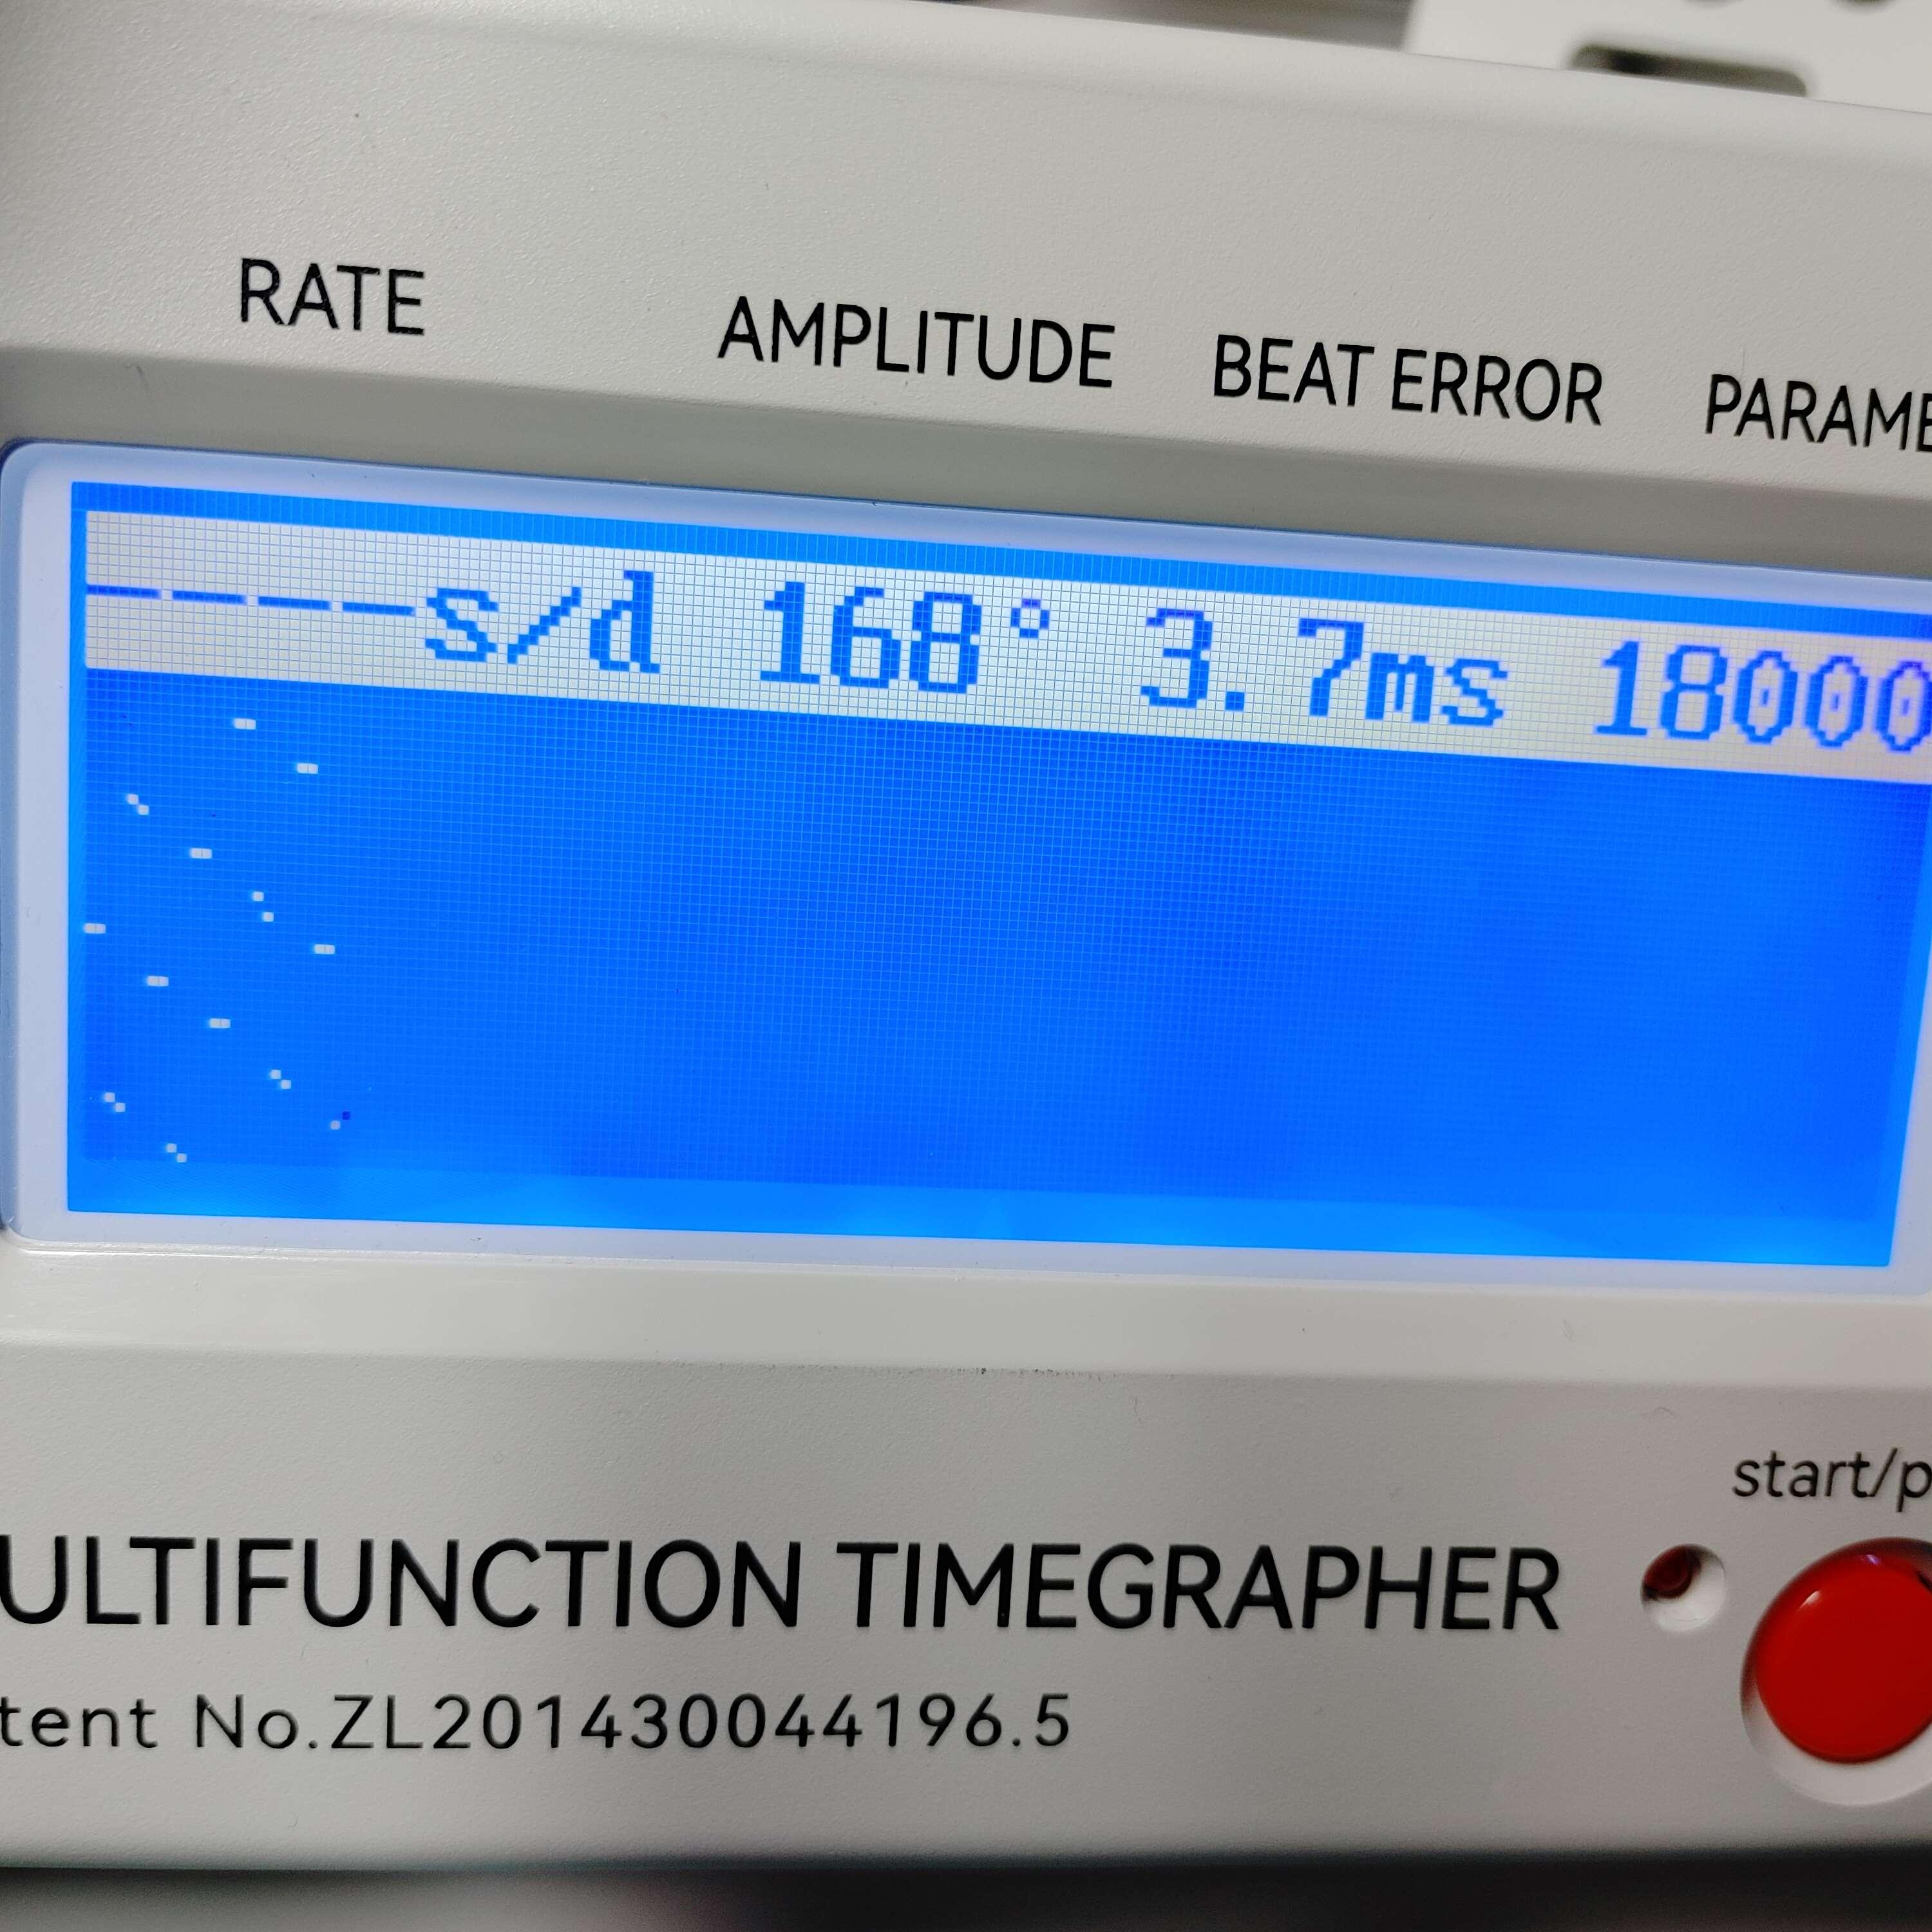 RATE AMPLITUDE BEAT ERROR PARAME
----s/d 168° 3.7ms 18000
start/p
ULTIFUNCTION TIMEGRAPHER
tent No.ZL201430044196.5